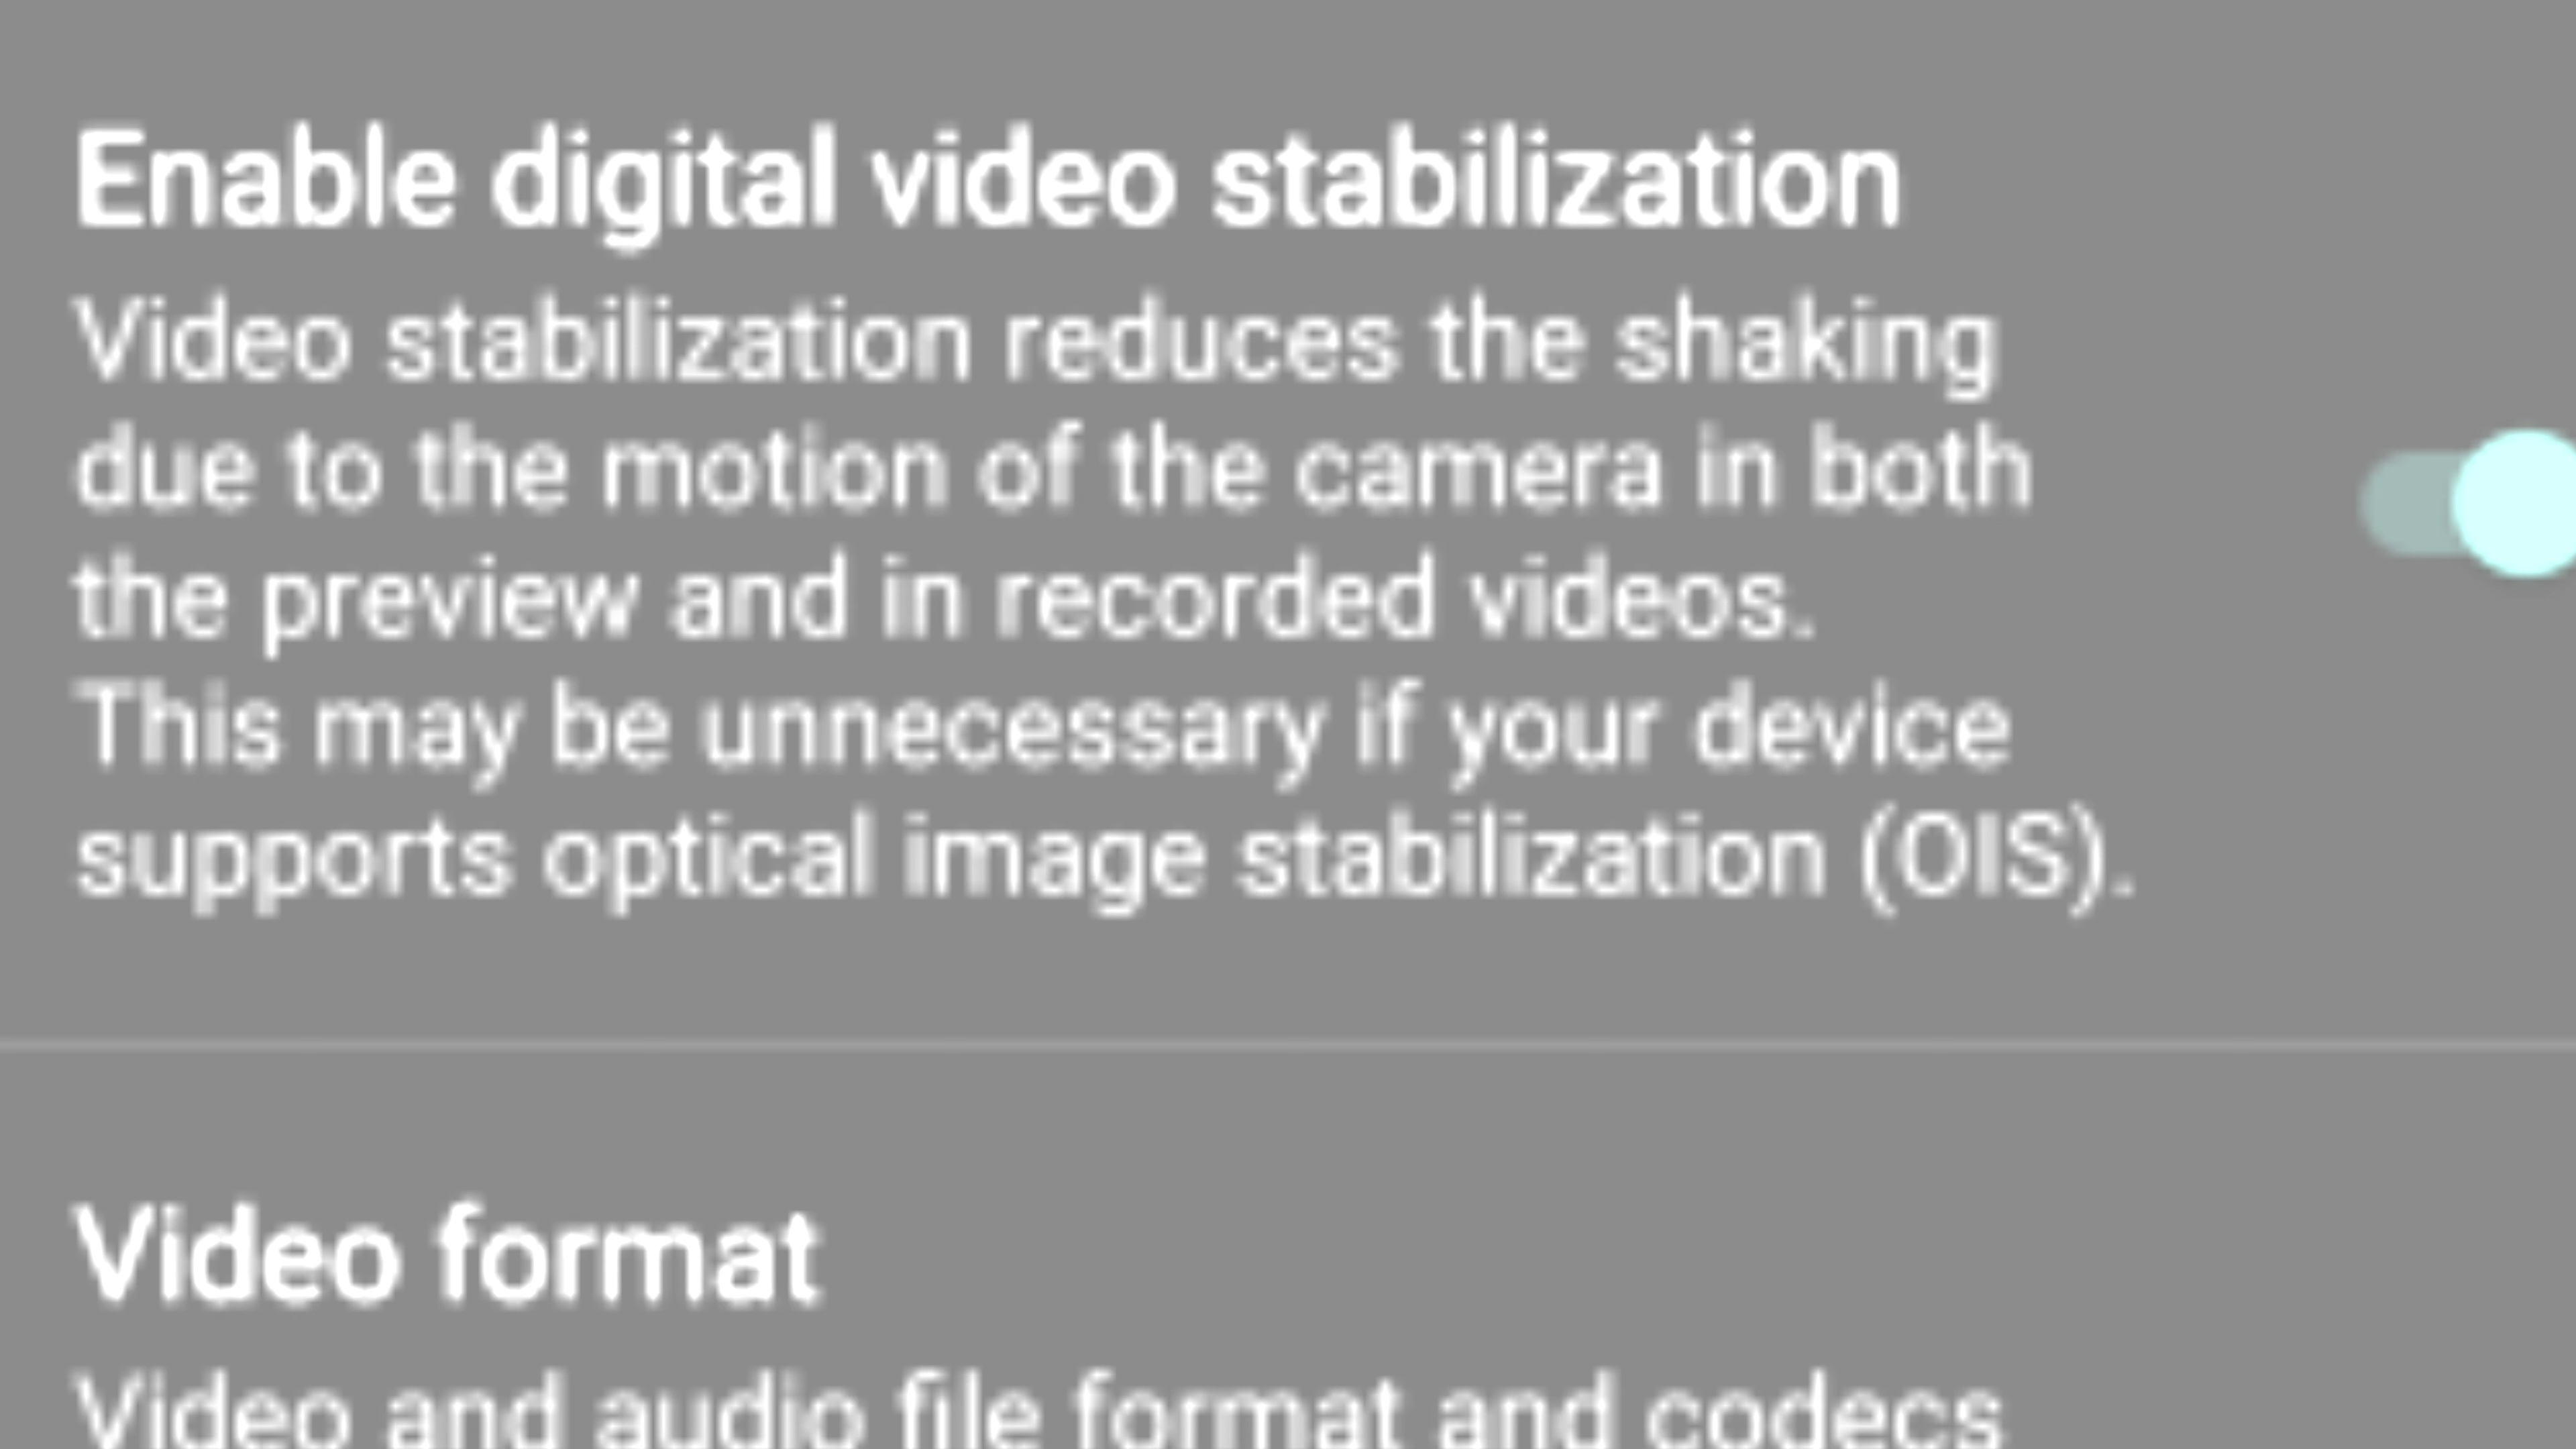 Enable digital video stabilization
Video stabilization reduces the shaking
due to the motion of the camera in both
the preview and in recorded videos.
This may be unnecessary if your device
supports optical image stabilization (OIS).
Video format
Video and audio file format and codecs